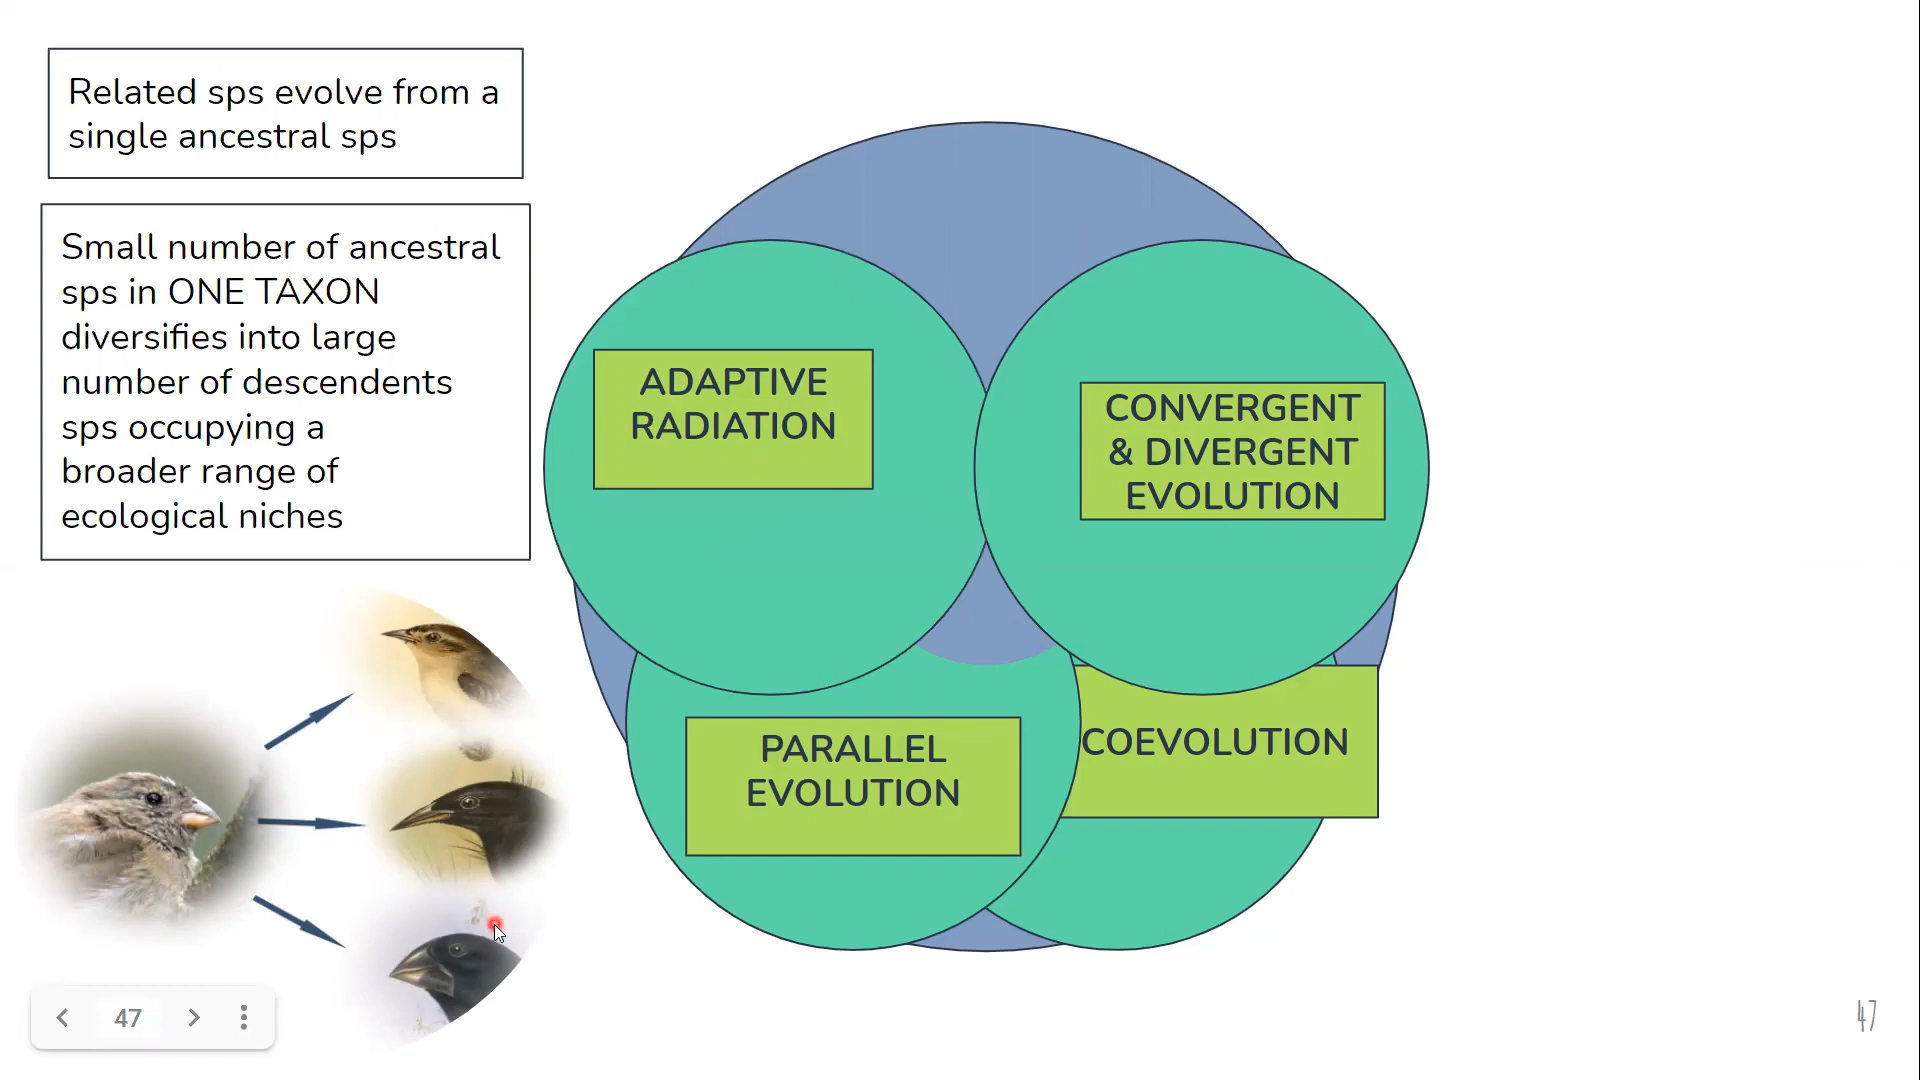 Related sps evolve from a
single ancestral sps
Small number of ancestral
sps in ONE TAXON
diversifies into large
number of descendents
sps occupying a
broader range of
ecological niches
ADAPTIVE
RADIATION
CONVERGENT
& DIVERGENT
EVOLUTION
PARALLEL
EVOLUTION
COEVOLUTION
47
47